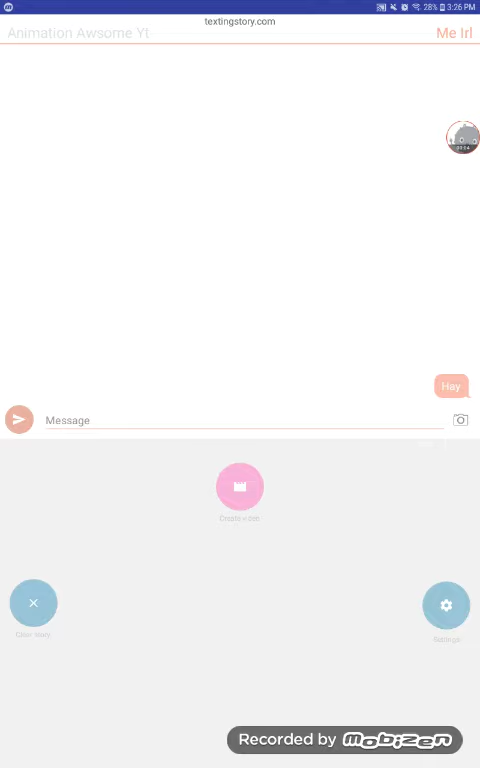 28% 3:26 PM
textingstory.com
Animation Awsome Yt
Me Irl
Hay
Message
Create video
Clear story
Settings
Recorded by Mobizen